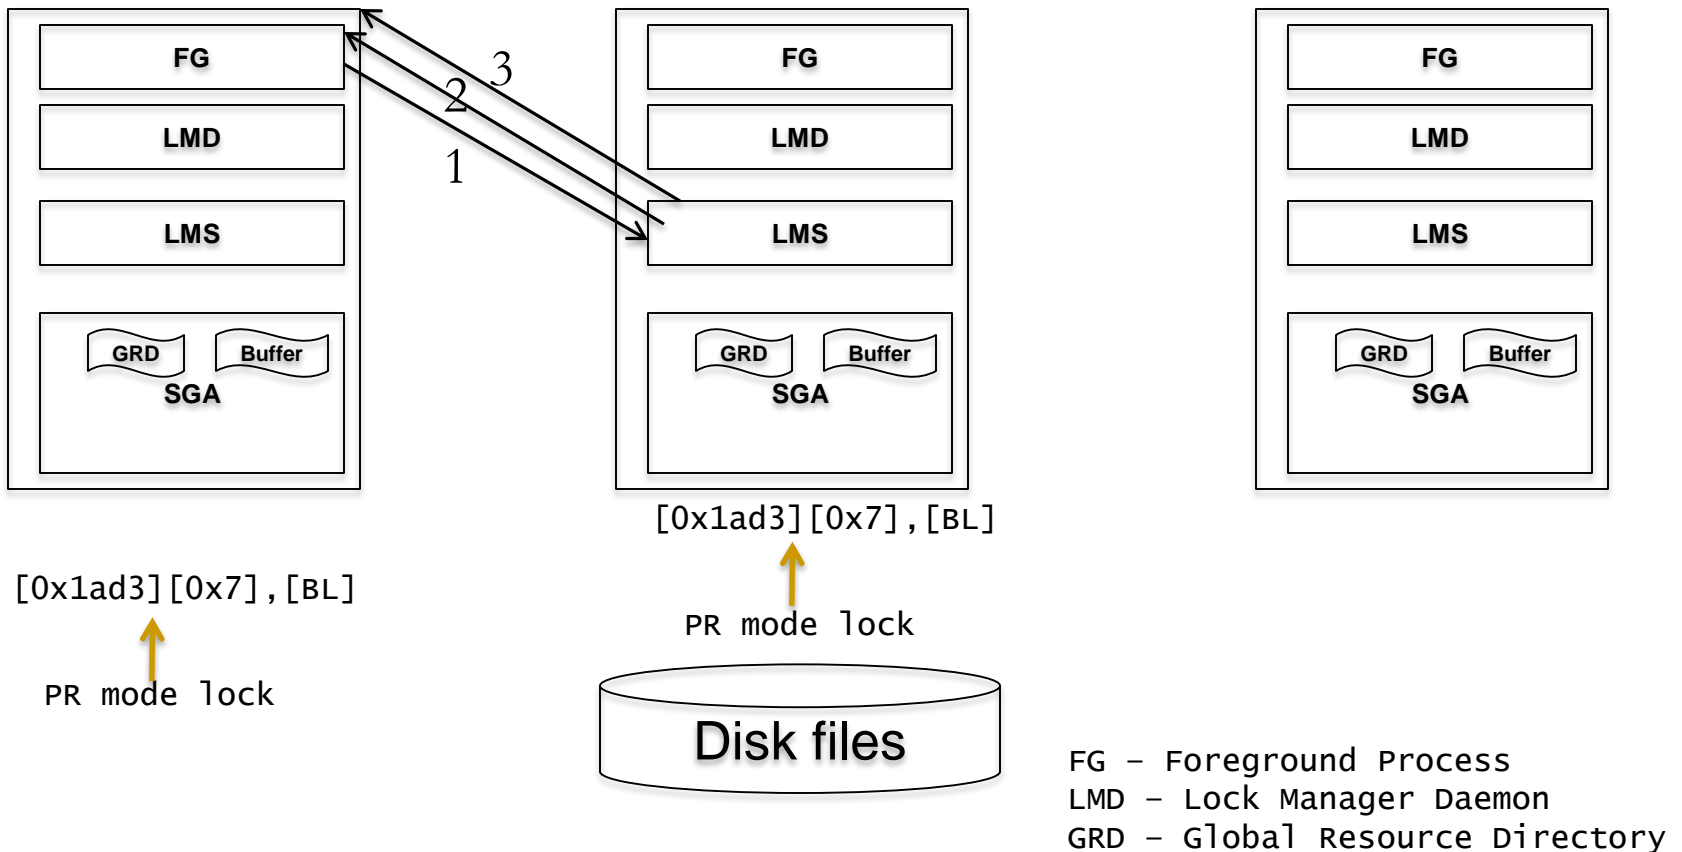 FG
LMD
LMS
GRD
Buffer
SGA
3
2
1
FG
LMD
LMS
GRD
Buffer
SGA
FG
LMD
LMS
GRD
Buffer
SGA
[0x1ad3][0x7],[BL]
PR mode lock
[0x1ad3][0x7],[BL]
PR mode lock
Disk files
FG – Foreground Process
LMD – Lock Manager Daemon
GRD – Global Resource Directory